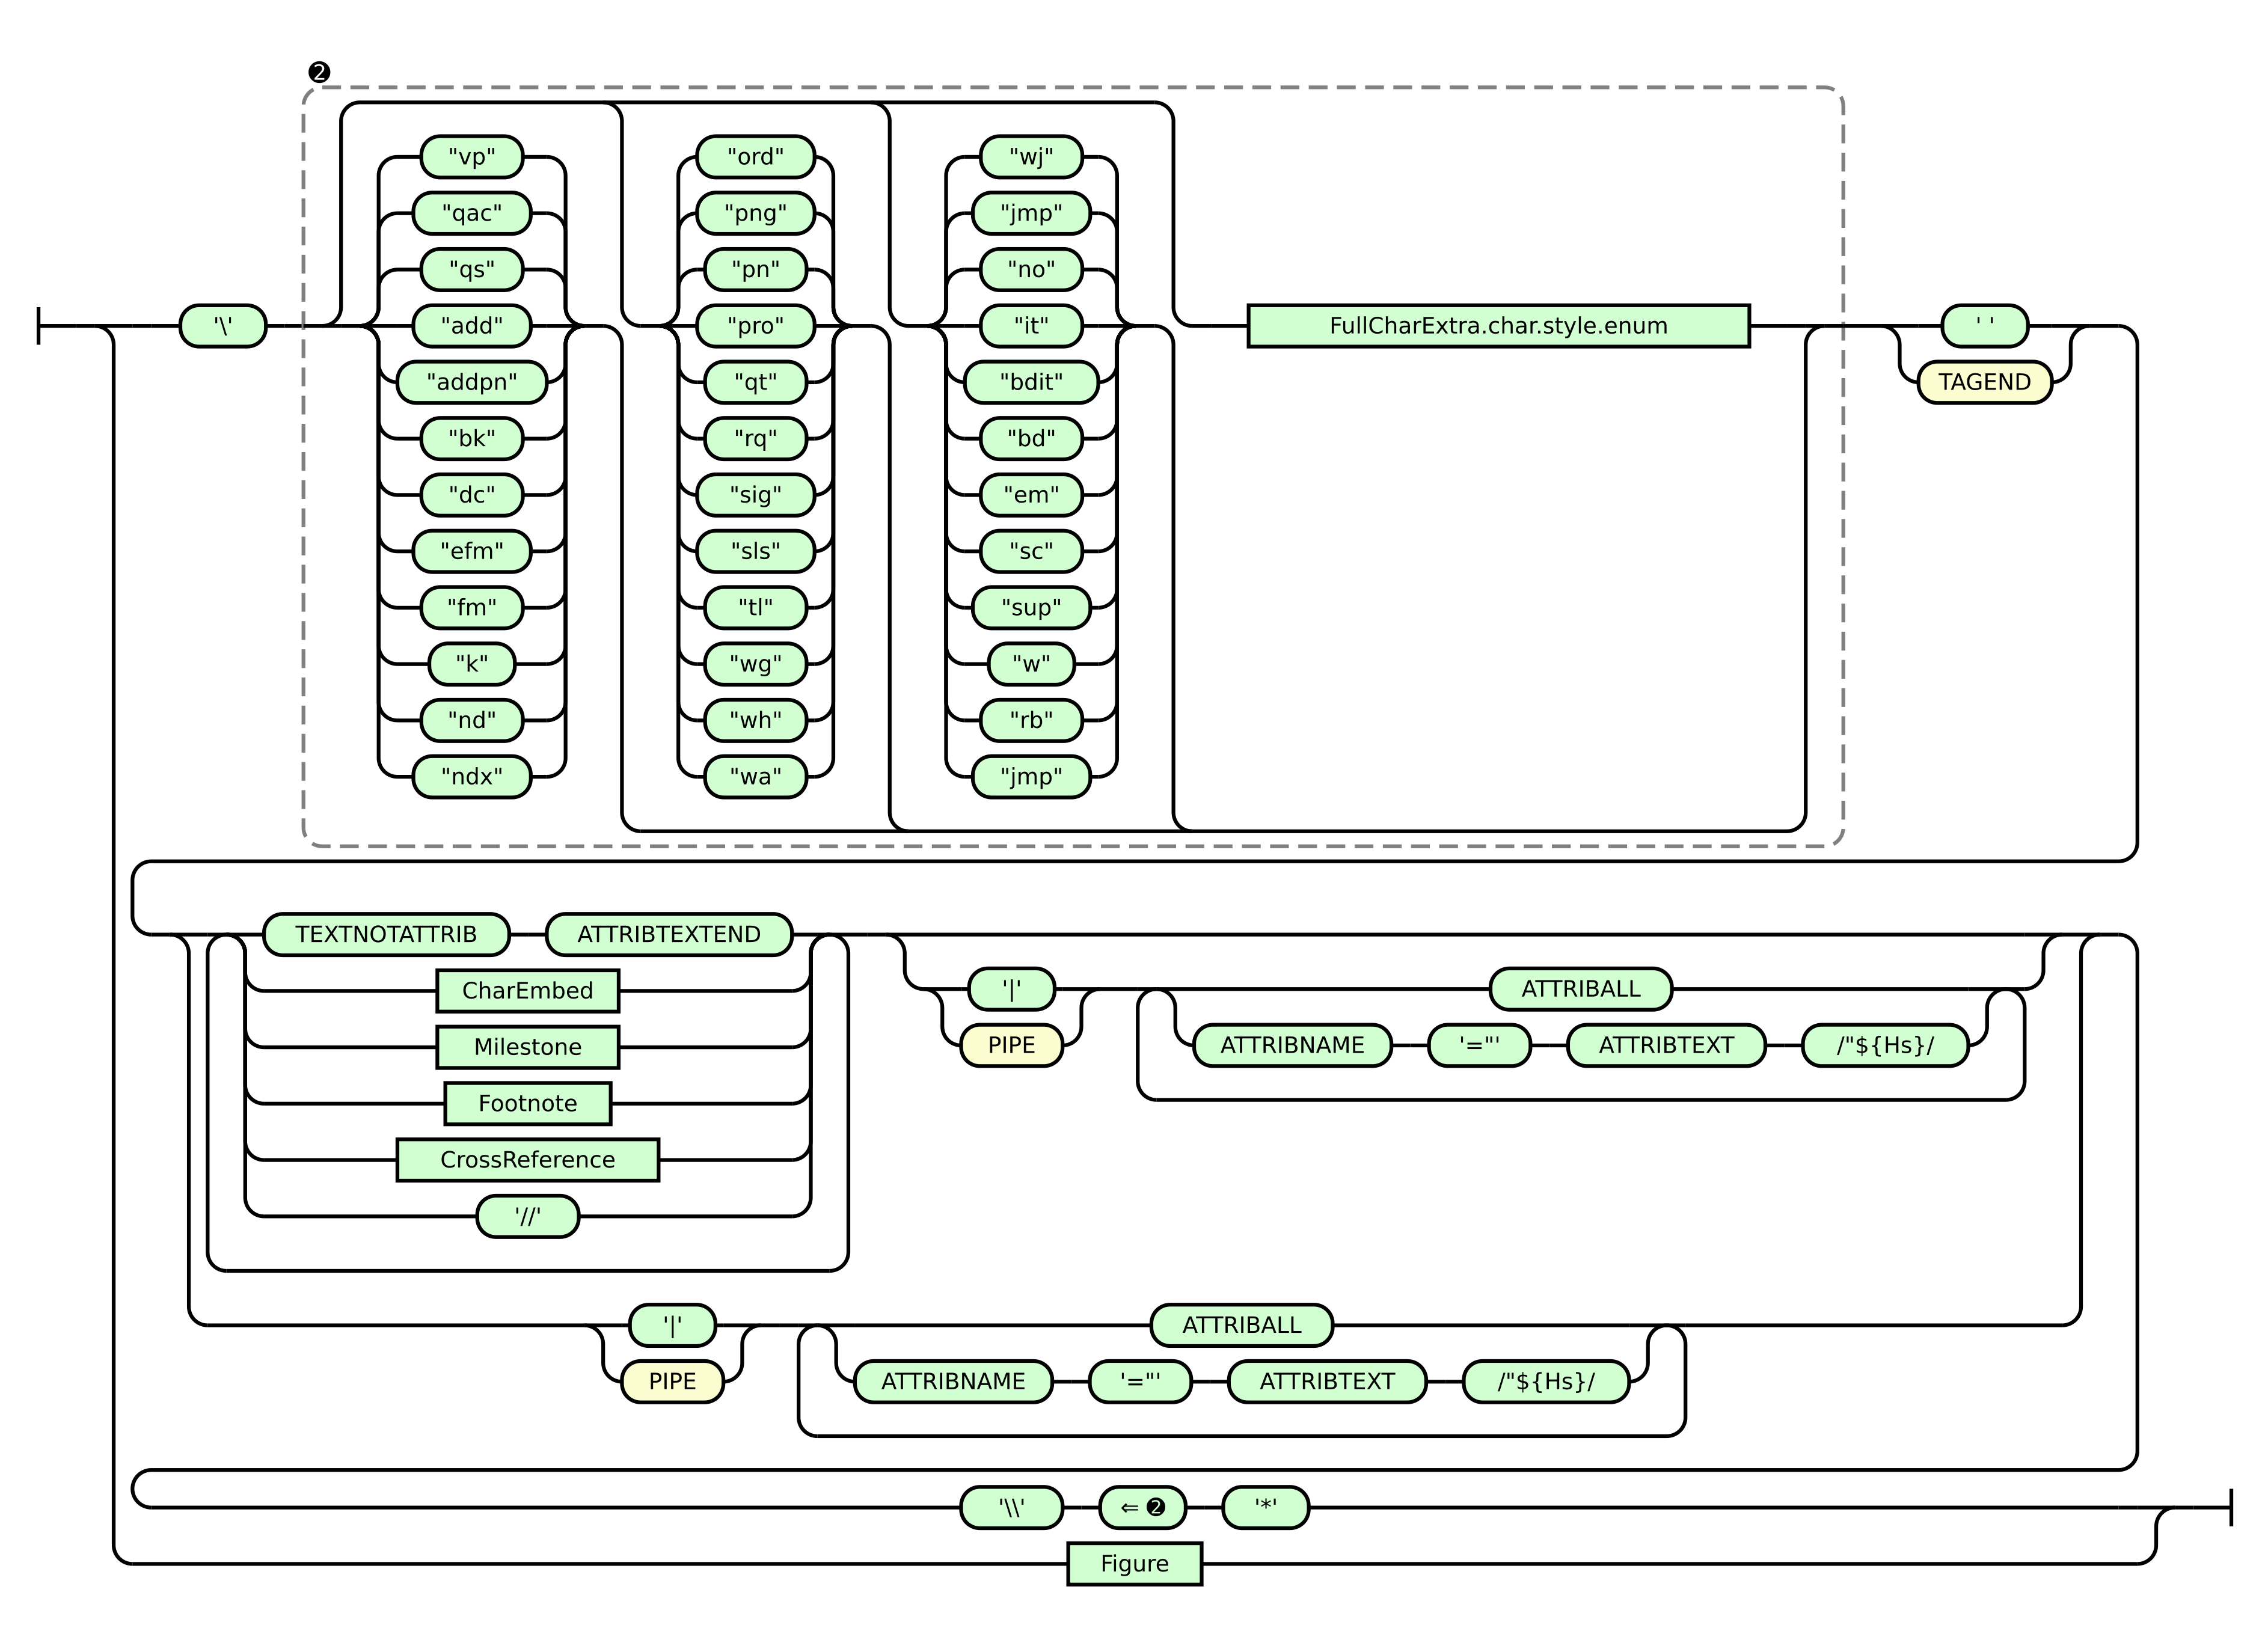 ❷
"vp" "ord" "wj"
"qac" "png" "jmp"
"qs" "pn" "no"
'\' "add" "pro" "it" FullCharExtra.char.style.enum ' '
"addpn" "qt" "bdit" TAGEND
"bk" "rq" "bd"
"dc" "sig" "em"
"efm" "sls" "sc"
"fm" "tl" "sup"
"k" "wg" "w"
"nd" "wh" "rb"
"ndx" "wa" "jmp"
TEXTNOTATTRIB ATTRIBTEXTEND
CharEmbed '|' ATTRIBALL
Milestone PIPE ATTRIBNAME '="' ATTRIBTEXT /"${Hs}/
Footnote
CrossReference
'//'
'|' ATTRIBALL
PIPE ATTRIBNAME '="' ATTRIBTEXT /"${Hs}/
'\\' ⇐ ❷ '*'
Figure